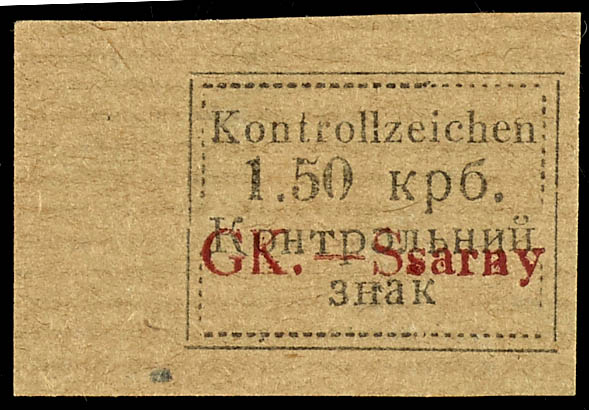 Kontrollzeichen
1.50 крб.
Контрольний
GK. — Ssarny
знак